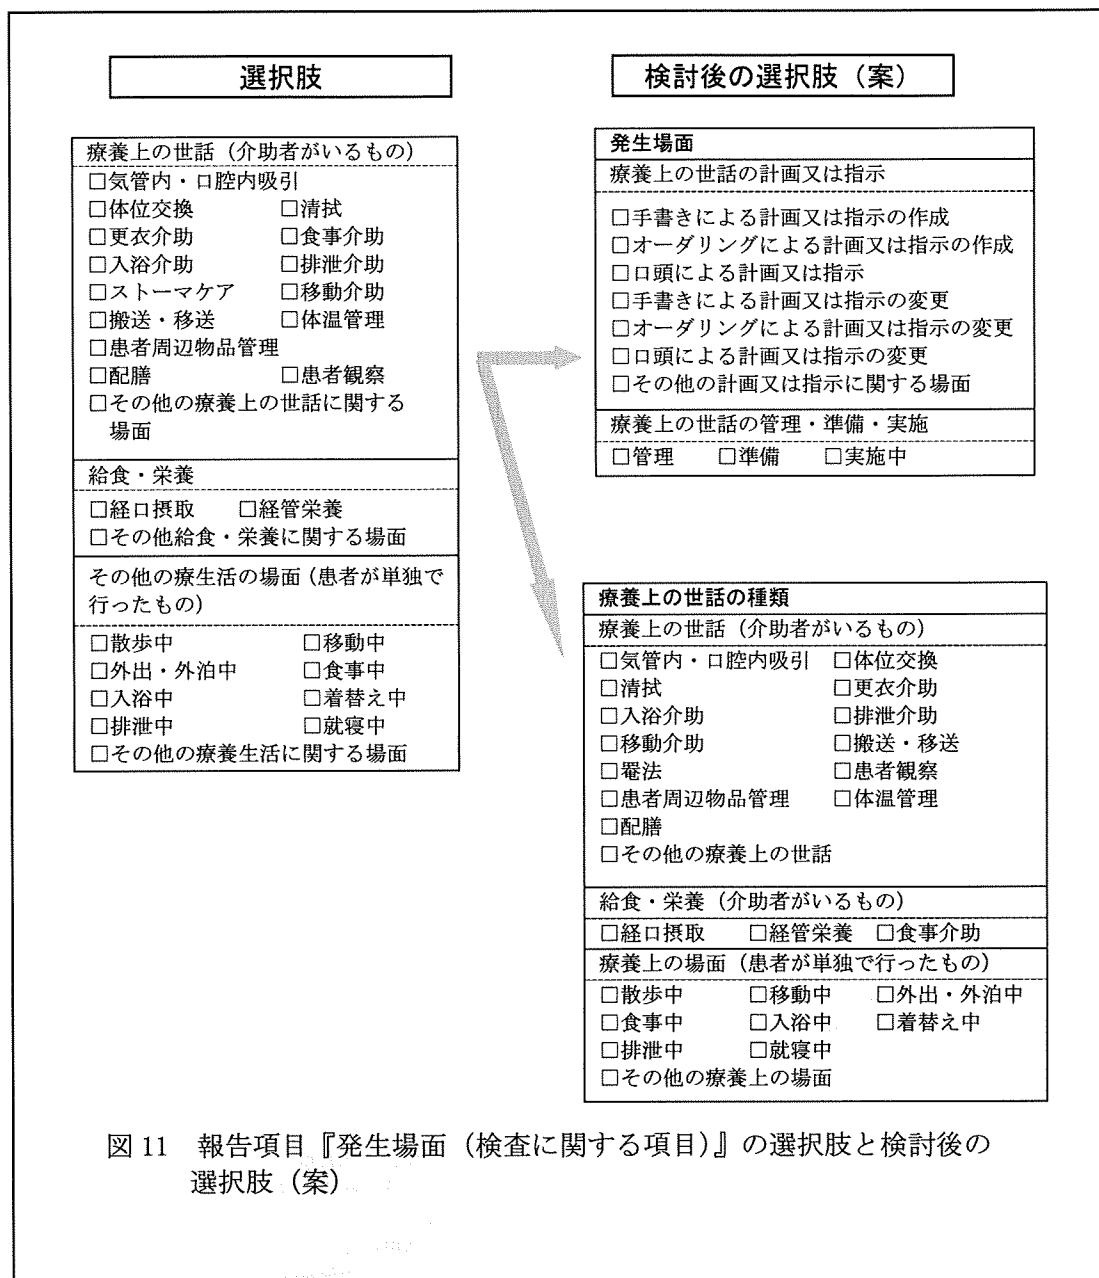 選択肢
療養上の世話（介助者がいるもの）
□気管内・口腔内吸引
□体位交換 □清拭
□更衣介助 □食事介助
□入浴介助 □排泄介助
□ストーマケア □移動介助
□搬送・移送 □体温管理
□患者周辺物品管理
□配膳 □患者観察
□その他の療養上の世話に関する
場面
給食・栄養
□経口摂取 □経管栄養
□その他給食・栄養に関する場面
その他の療生活の場面（患者が単独で
行ったもの）
□散歩中 □移動中
□外出・外泊中 □食事中
□入浴中 □着替え中
□排泄中 □就寝中
□その他の療養生活に関する場面
検討後の選択肢（案）
発生場面
療養上の世話の計画又は指示
□手書きによる計画又は指示の作成
□オーダリングによる計画又は指示の作成
□口頭による計画又は指示
□手書きによる計画又は指示の変更
□オーダリングによる計画又は指示の変更
□口頭による計画又は指示の変更
□その他の計画又は指示に関する場面
療養上の世話の管理・準備・実施
□管理 □準備 □実施中
療養上の世話の種類
療養上の世話（介助者がいるもの）
□気管内・口腔内吸引 □体位交換
□清拭 □更衣介助
□入浴介助 □排泄介助
□移動介助 □搬送・移送
□罨法 □患者観察
□患者周辺物品管理 □体温管理
□配膳
□その他の療養上の世話
給食・栄養（介助者がいるもの）
□経口摂取 □経管栄養 □食事介助
療養上の場面（患者が単独で行ったもの）
□散歩中 □移動中 □外出・外泊中
□食事中 □入浴中 □着替え中
□排泄中 □就寝中
□その他の療養上の場面
図 11 報告項目『発生場面（検査に関する項目）』の選択肢と検討後の
選択肢（案）